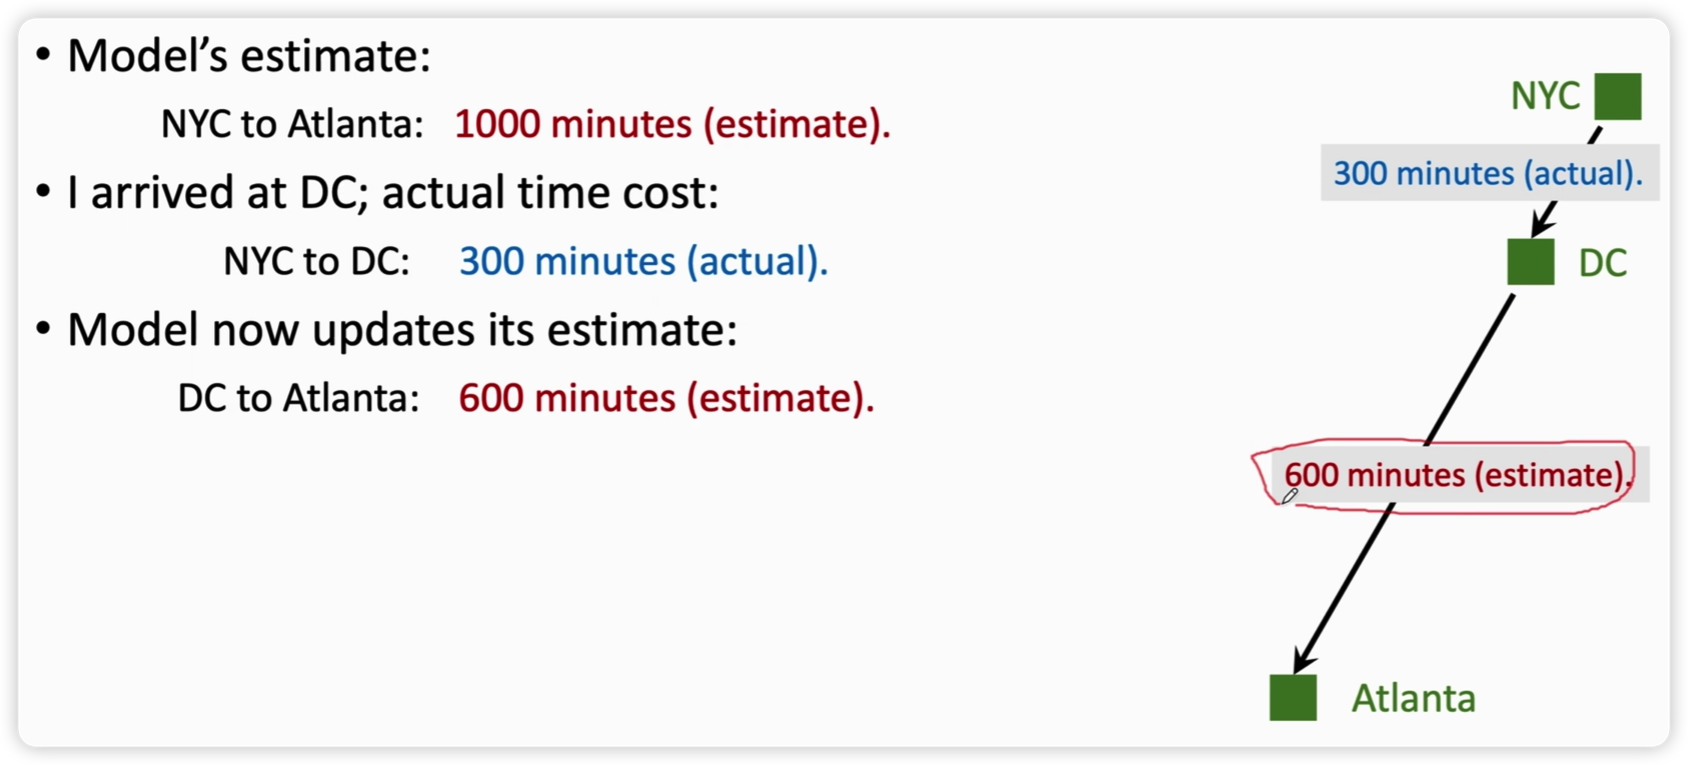 • Model's estimate:
NYC to Atlanta: 1000 minutes (estimate).
• I arrived at DC; actual time cost:
NYC to DC: 300 minutes (actual).
• Model now updates its estimate:
DC to Atlanta: 600 minutes (estimate).
NYC
300 minutes (actual).
DC
600 minutes (estimate).
Atlanta